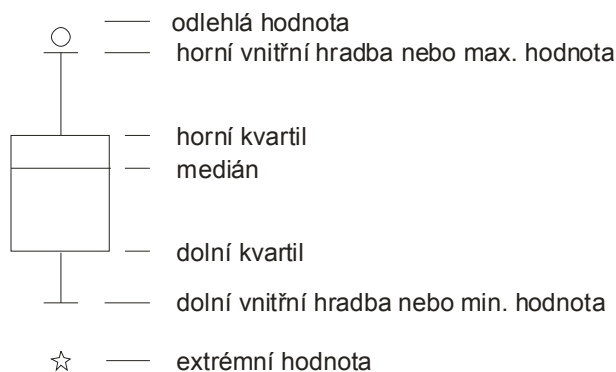 odlehlá hodnota
horní vnitřní hradba nebo max. hodnota
horní kvartil
medián
dolní kvartil
dolní vnitřní hradba nebo min. hodnota
extrémní hodnota